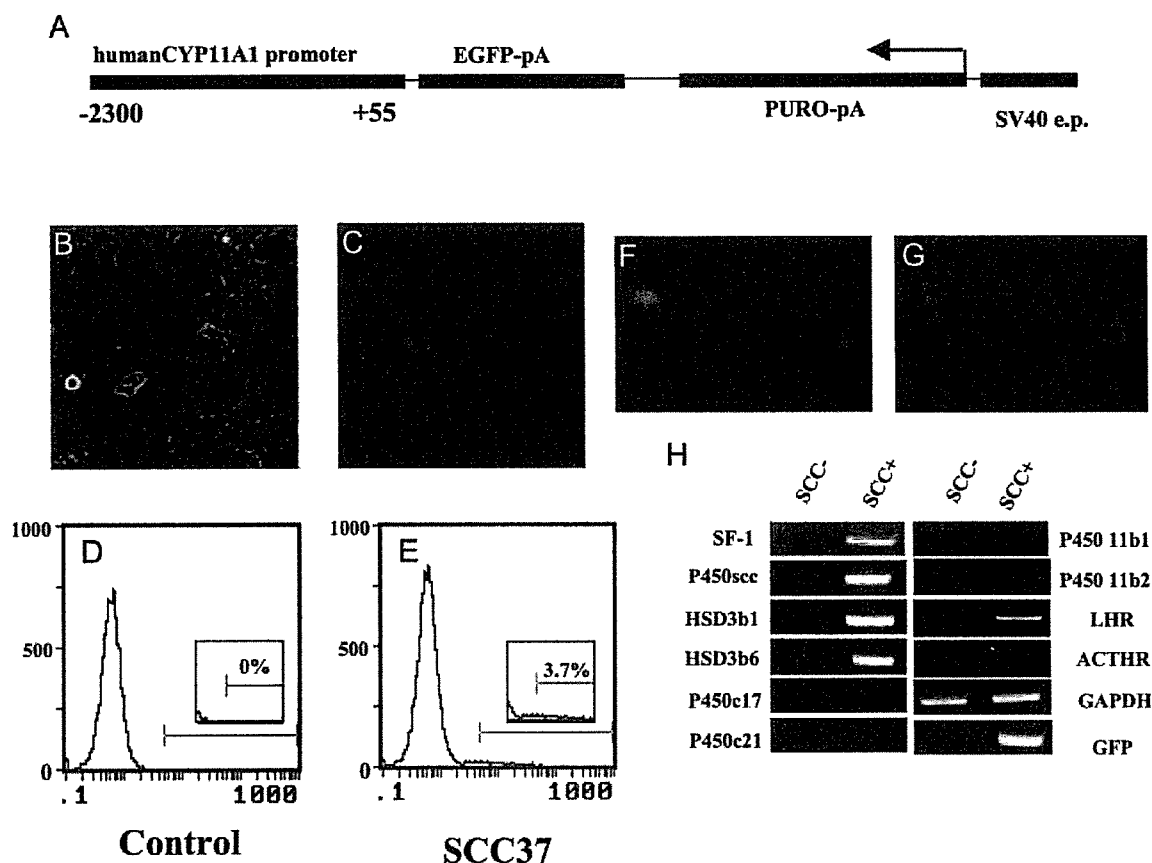 A
humanCYP11A1 promoter EGFP-pA
-2300 +55 PURO-pA SV40 e.p.
B C F G
H
SCC- SCC+ SCC- SCC+
SF-1 P450 11b1
P450scc P450 11b2
HSD3b1 LHR
HSD3b6 ACTHR
P450c17 GAPDH
P450c21 GFP
1000 D 1000 E
500 0% 500 3.7%
0 0
.1 1000 .1 1000
Control SCC37